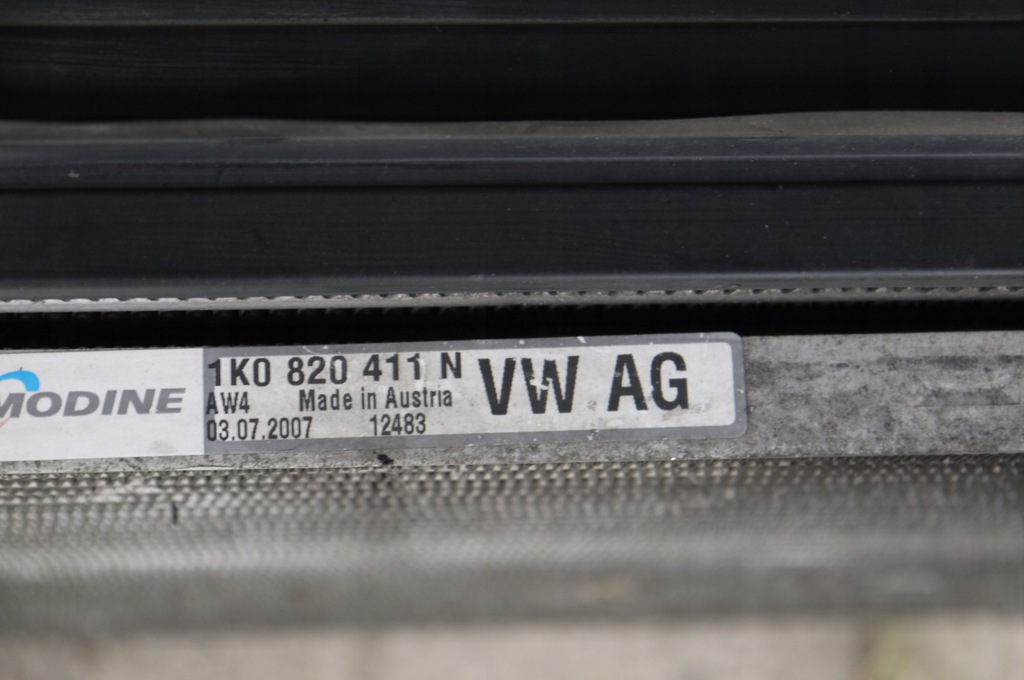 MODINE
1K0 820 411 N
AW4 Made in Austria
03.07.2007 12483
VW AG